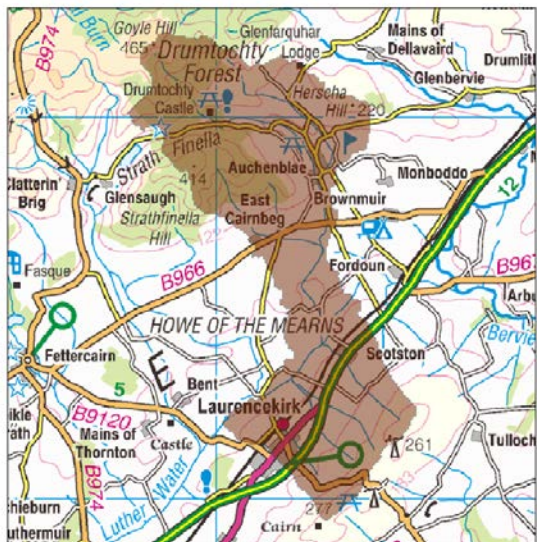 Goyle Hill
465
Burn
B974
Drumtochty
Forest
Glenfarquhar
Lodge
Mains of
Dellavaird
Drumlit
Glenbervie
Drumtochty
Castle
Herscha
Hill 220
Strath Finella
Auchenblae
Monboddo
Clatterin'
Brig
414
Glensaugh
Strathfinella
Hill
East
Cairnbeg
Brownmuir
12
122
B966
Fordoun
B967
Fasque
Arbu
HOWE OF THE MEARNS
Bervie
Fettercairn
Scotston
5
Bent
Laurencekirk
B9120
Mains of
Thornton
Castle
261
Tulloch
B974
Luther Water
277
Cairn